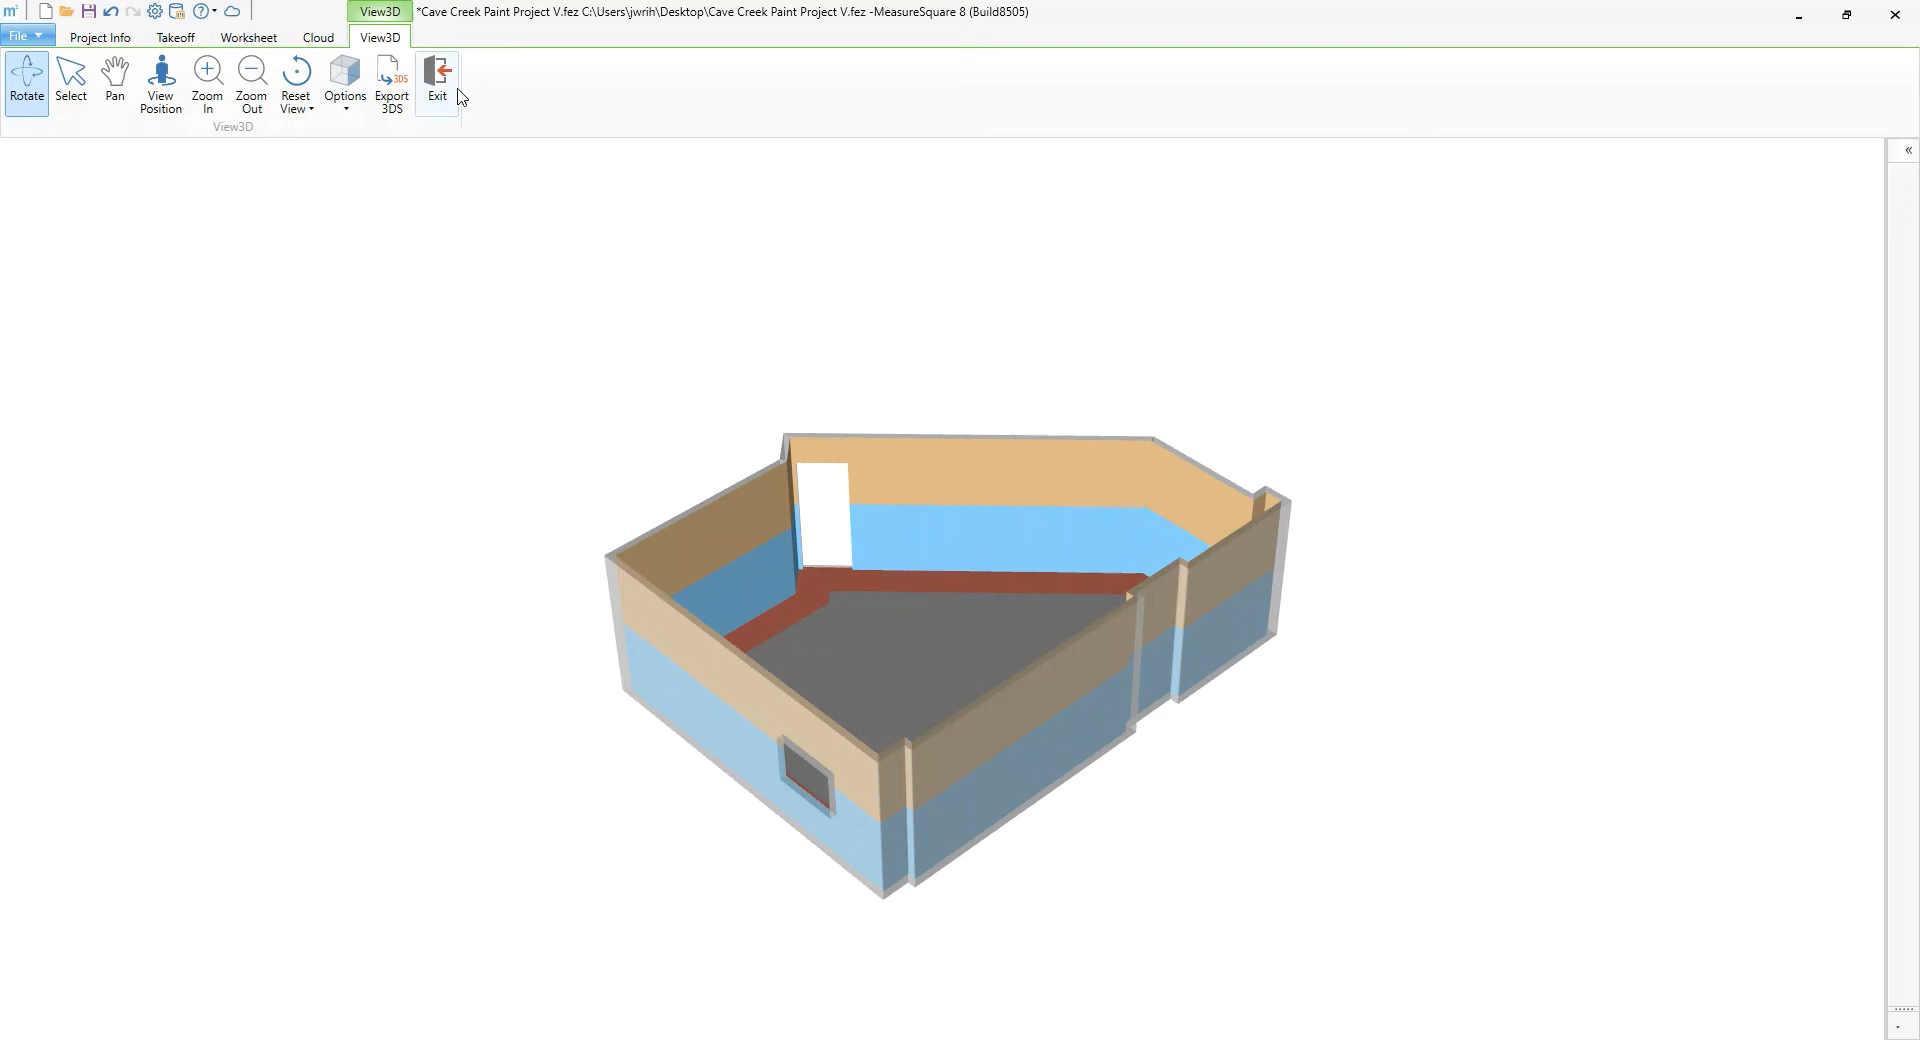 m²
View3D *Cave Creek Paint Project V.fez C:\Users\jwrih\Desktop\Cave Creek Paint Project V.fez -MeasureSquare 8 (Build8505)
File Project Info Takeoff Worksheet Cloud View3D
Rotate Select Pan View Position Zoom In Zoom Out Reset View Options Export 3DS Exit
3DS
View3D